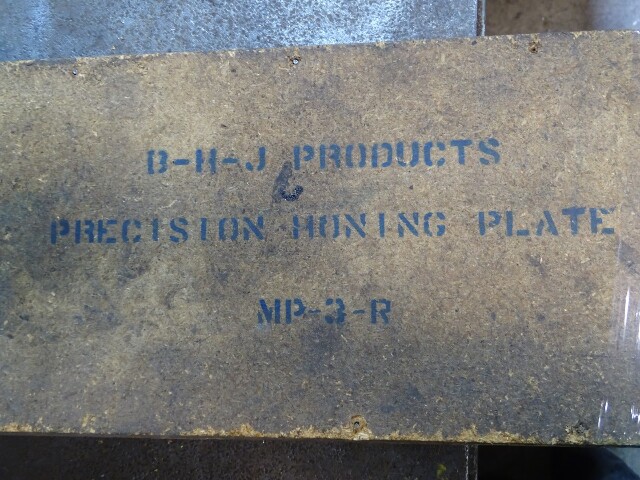 B-H-J PRODUCTS
PRECISION HONING PLATE
MP-3-R